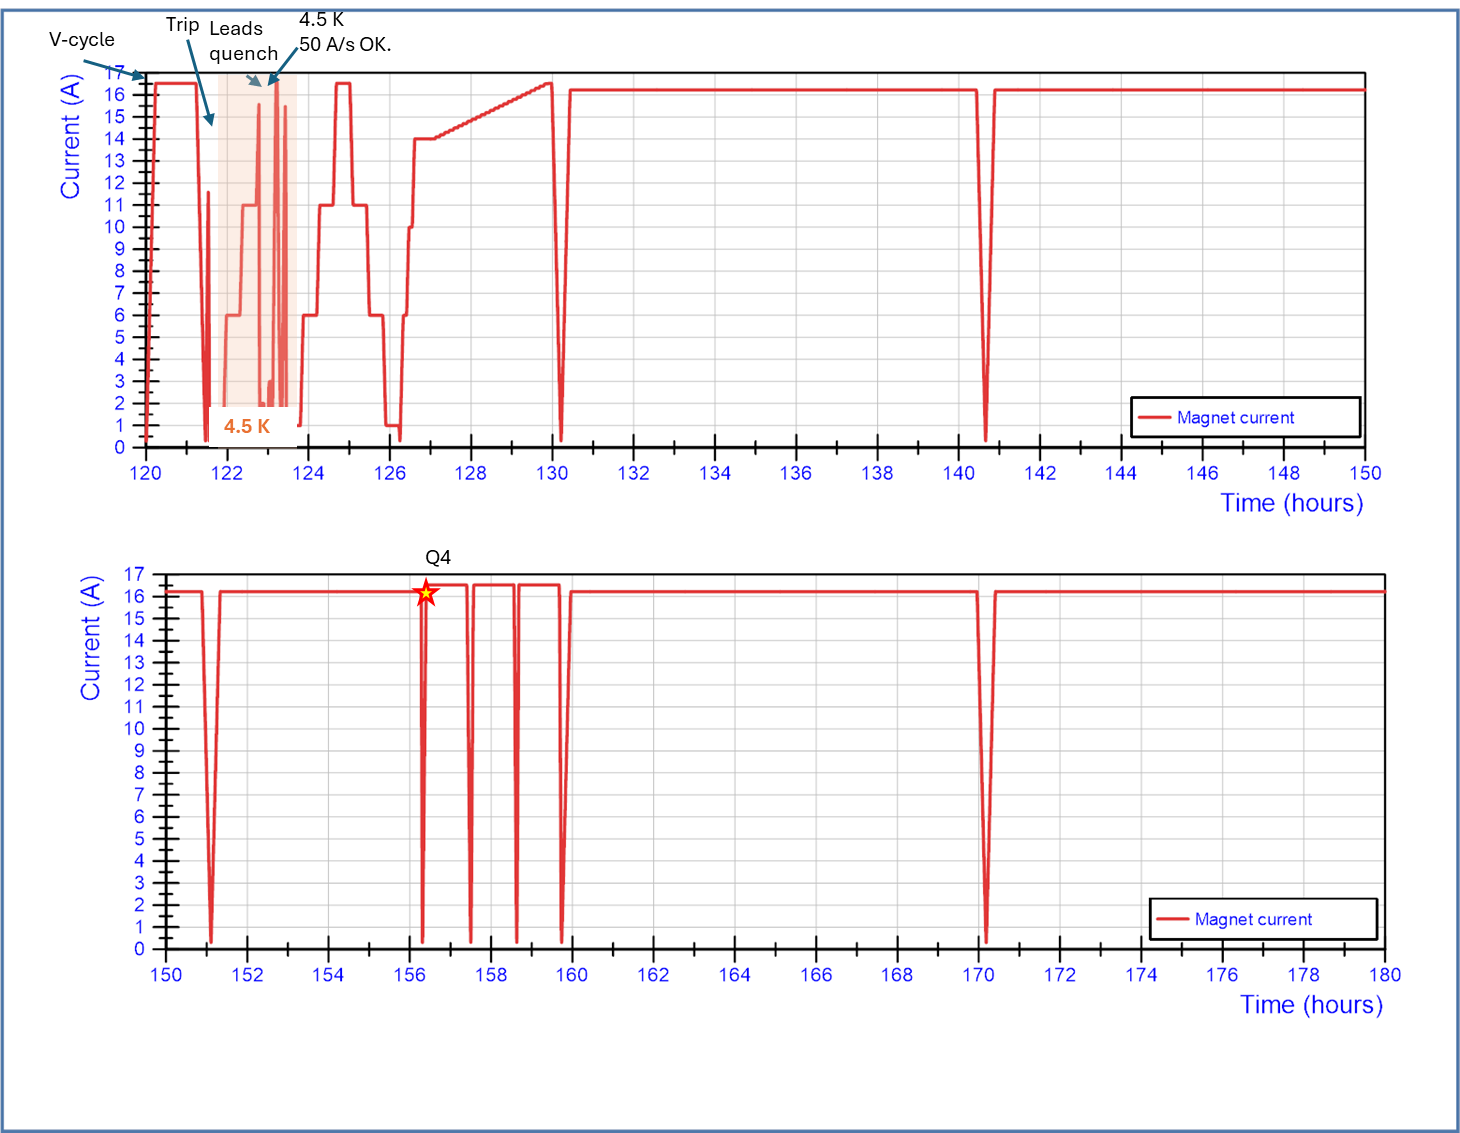 V-cycle
Trip
Leads
quench
4.5 K
50 A/s OK.
Current (A)
17
16
15
14
13
12
11
10
9
8
7
6
5
4
3
2
1
0
4.5 K
Magnet current
120 122 124 126 128 130 132 134 136 138 140 142 144 146 148 150
Time (hours)
Q4
Current (A)
17
16
15
14
13
12
11
10
9
8
7
6
5
4
3
2
1
0
Magnet current
150 152 154 156 158 160 162 164 166 168 170 172 174 176 178 180
Time (hours)